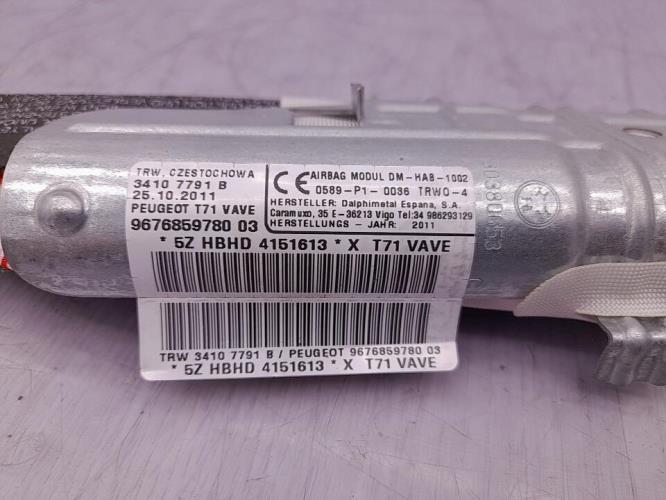 TRW, CZESTOCHOWA
3410 7791 B
25.10.2011
PEUGEOT T71 VAVE
9676859780 03
CE AIRBAG MODUL DM-HAB-1002
0589-P1-0036 TRWO-4
HERSTELLER: Dalphimetal Espana, S.A.
Caramuxo, 35 E-36213 Vigo Tel:34 986293129
HERSTELLUNGS - JAHR: 2011
* 5Z HBHD 4151613 * X T71 VAVE
TRW 3410 7791 B / PEUGEOT 9676859780 03
* 5Z HBHD 4151613 * X T71 VAVE